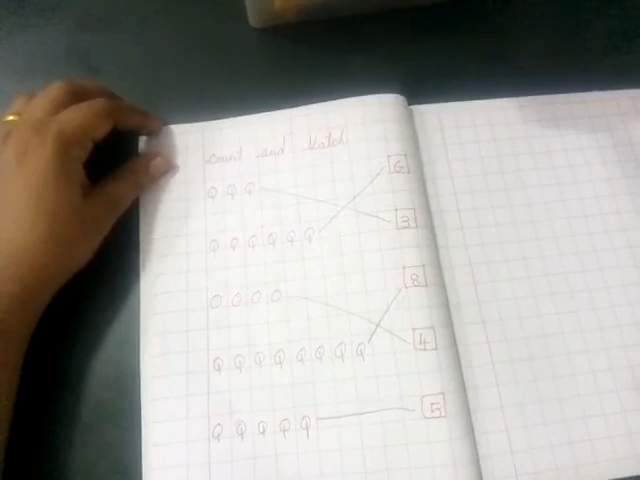 Count and Match
Q Q Q 6
Q Q Q Q Q Q 3
O O O O 8
Q Q Q Q Q Q Q Q 4
Q Q Q Q Q 5